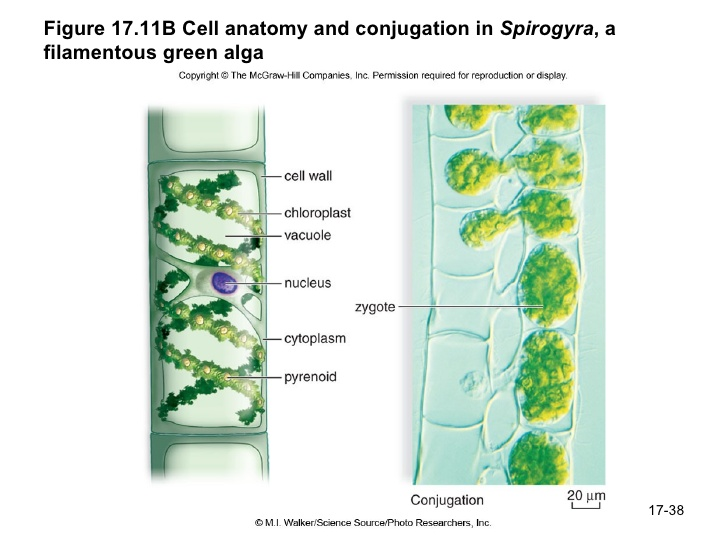 Figure 17.11B Cell anatomy and conjugation in Spirogyra, a
filamentous green alga
Copyright © The McGraw-Hill Companies, Inc. Permission required for reproduction or display.
cell wall
chloroplast
vacuole
nucleus
cytoplasm
pyrenoid
zygote
Conjugation
20 μm
17-38
© M.I. Walker/Science Source/Photo Researchers, Inc.